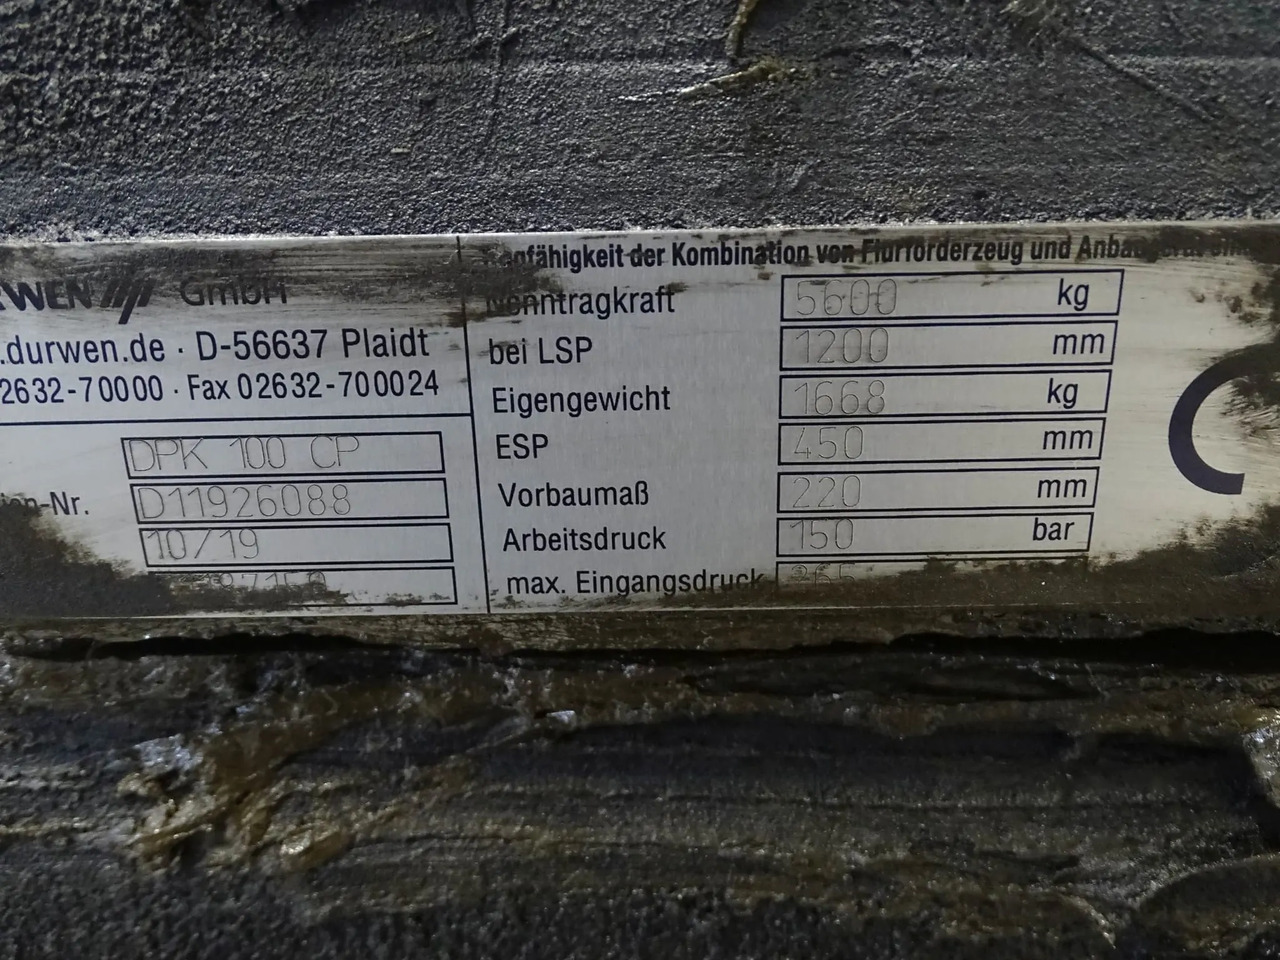 WEN GmbH
.durwen.de · D-56637 Plaidt
2632-70000 · Fax 02632-700024
DPK 100 CP
-Nr. D11926088
10/19
fähigkeit der Kombination von Flurförderzeug und
Nenntragkraft 5600 kg
bei LSP 1200 mm
Eigengewicht 1668 kg
ESP 450 mm
Vorbaumaß 220 mm
Arbeitsdruck 150 bar
max. Eingangsdruck
C